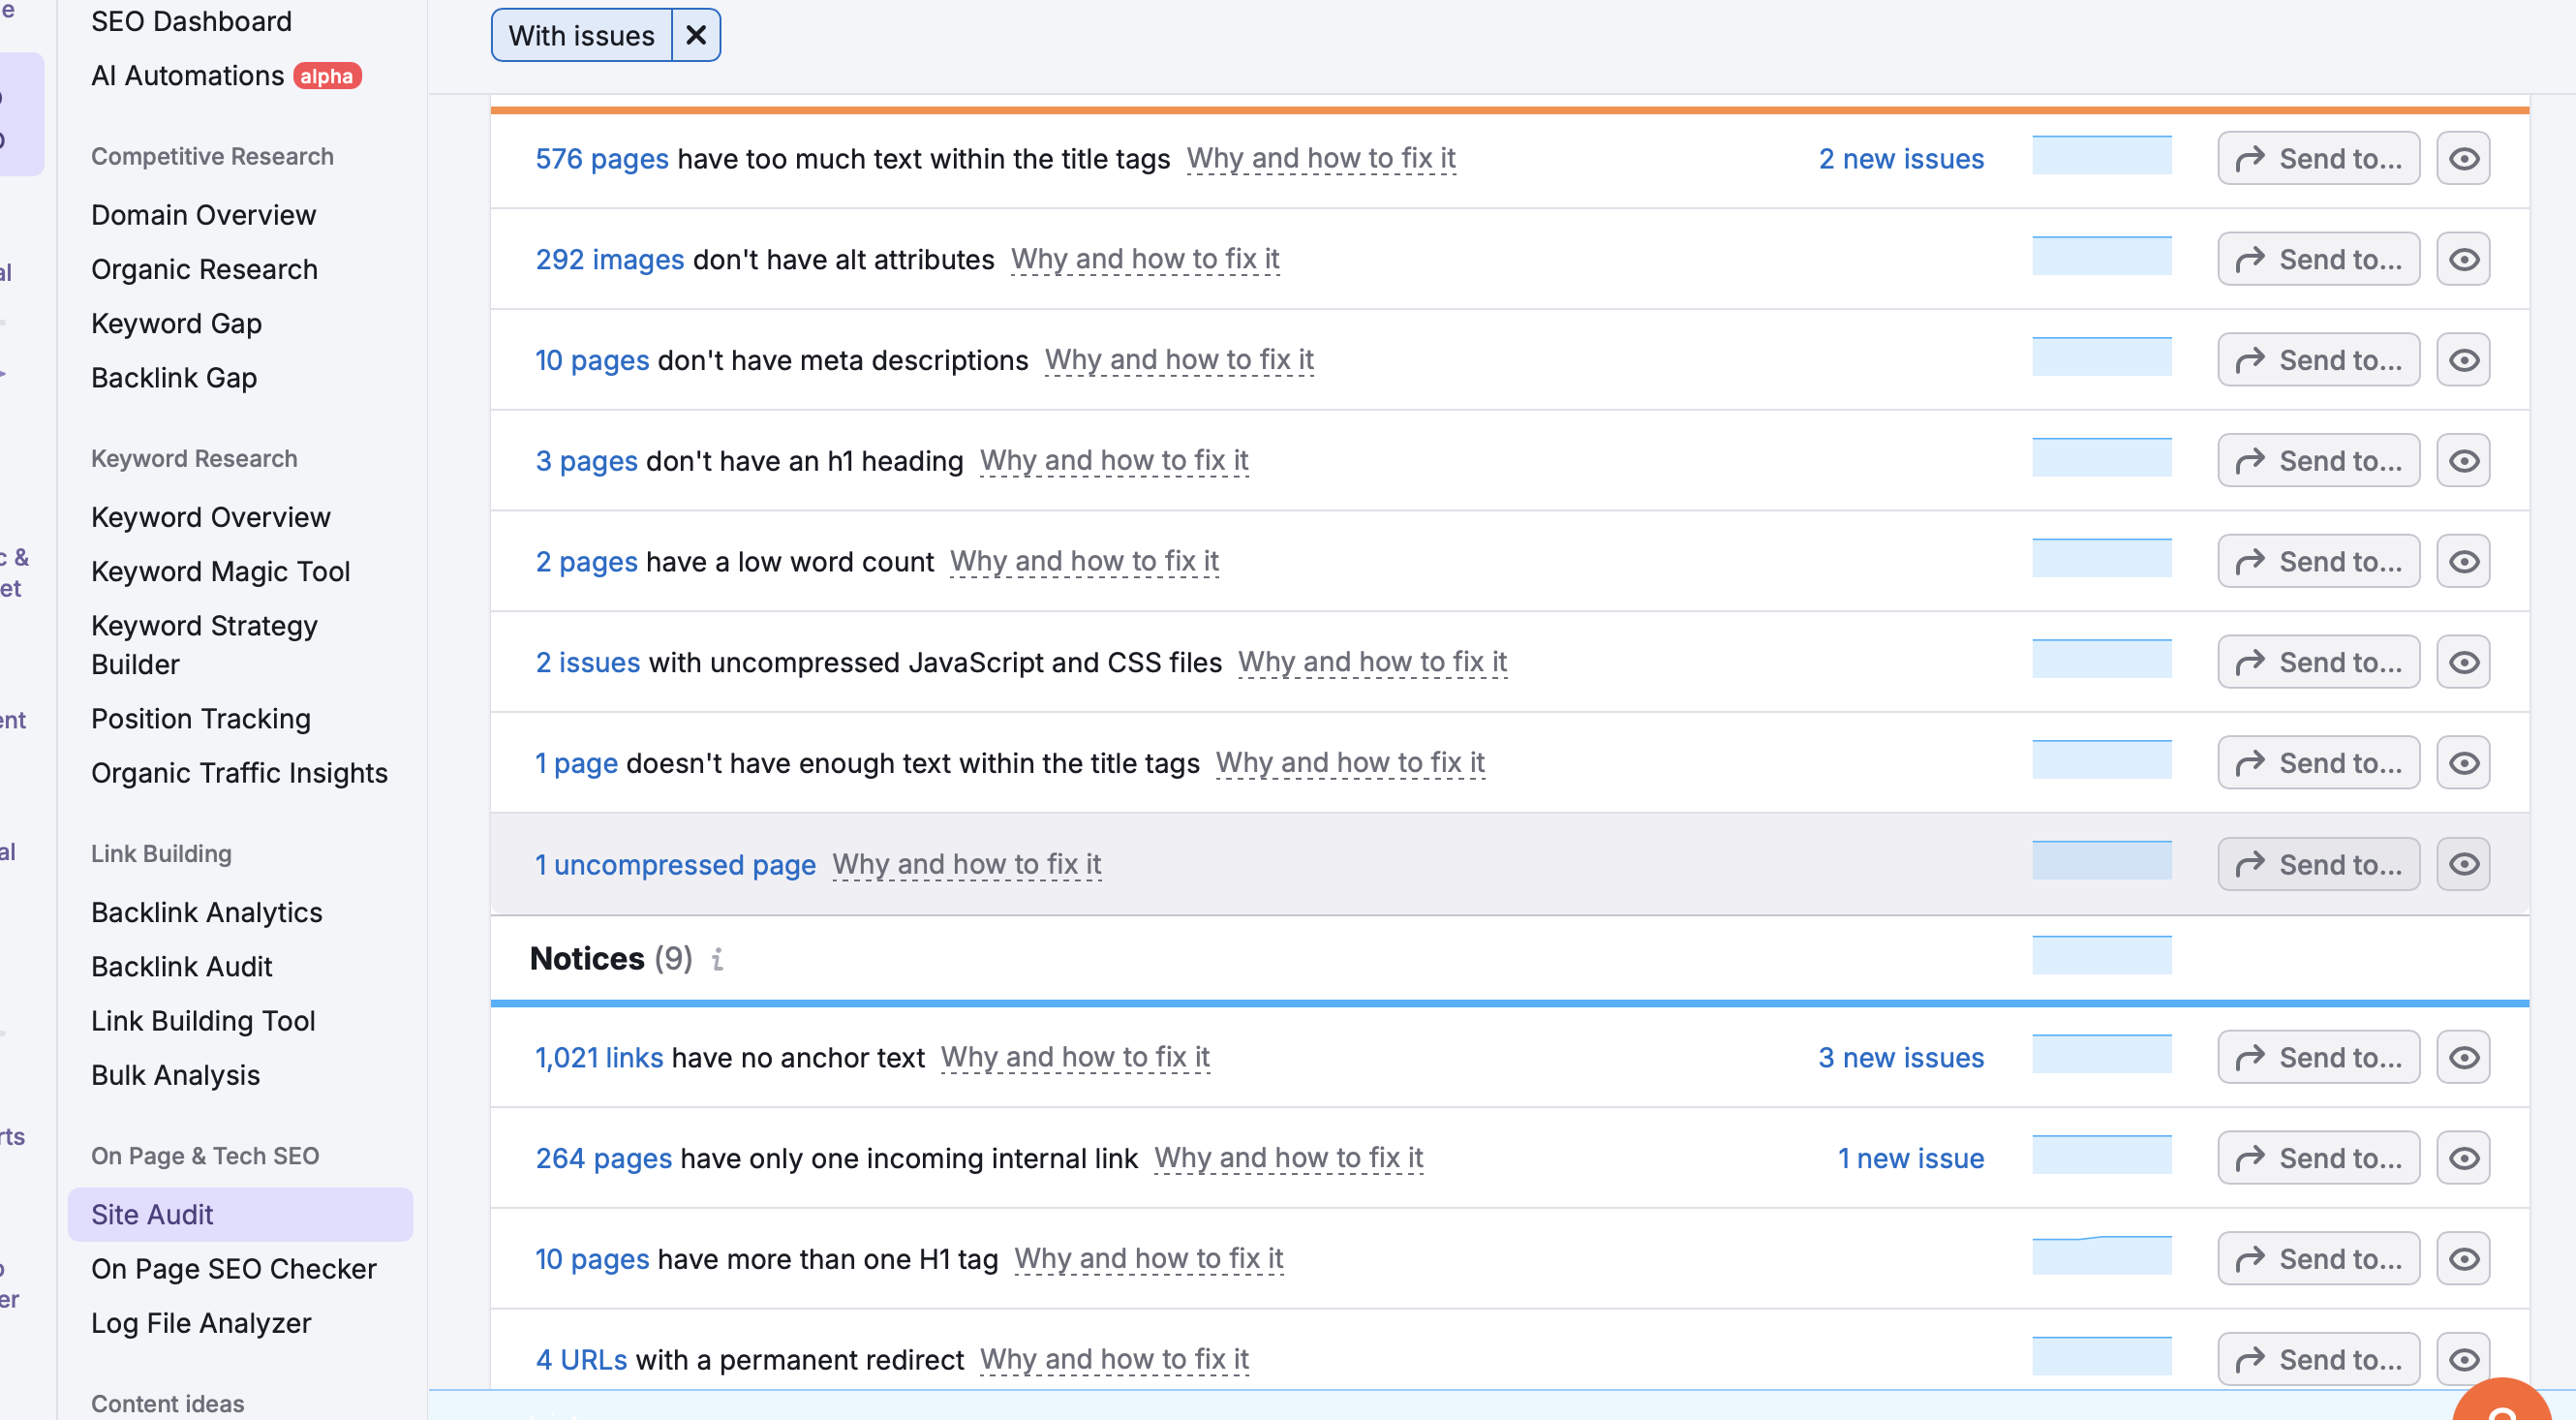 SEO Dashboard
AI Automations alpha
Competitive Research
Domain Overview
Organic Research
Keyword Gap
Backlink Gap
Keyword Research
Keyword Overview
Keyword Magic Tool
Keyword Strategy
Builder
Position Tracking
Organic Traffic Insights
Link Building
Backlink Analytics
Backlink Audit
Link Building Tool
Bulk Analysis
On Page & Tech SEO
Site Audit
On Page SEO Checker
Log File Analyzer
Content ideas
With issues
576 pages have too much text within the title tags Why and how to fix it 2 new issues Send to...
292 images don't have alt attributes Why and how to fix it Send to...
10 pages don't have meta descriptions Why and how to fix it Send to...
3 pages don't have an h1 heading Why and how to fix it Send to...
2 pages have a low word count Why and how to fix it Send to...
2 issues with uncompressed JavaScript and CSS files Why and how to fix it Send to...
1 page doesn't have enough text within the title tags Why and how to fix it Send to...
1 uncompressed page Why and how to fix it Send to...
Notices (9) i
1,021 links have no anchor text Why and how to fix it 3 new issues Send to...
264 pages have only one incoming internal link Why and how to fix it 1 new issue Send to...
10 pages have more than one H1 tag Why and how to fix it Send to...
4 URLs with a permanent redirect Why and how to fix it Send to...